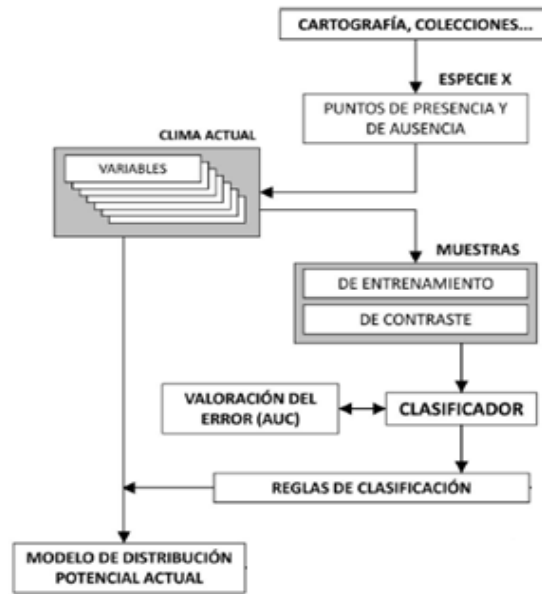 CARTOGRAFÍA, COLECCIONES...
ESPECIE X
PUNTOS DE PRESENCIA Y
DE AUSENCIA
CLIMA ACTUAL
VARIABLES
MUESTRAS
DE ENTRENAMIENTO
DE CONTRASTE
VALORACIÓN DEL
ERROR (AUC)
CLASIFICADOR
REGLAS DE CLASIFICACIÓN
MODELO DE DISTRIBUCIÓN
POTENCIAL ACTUAL